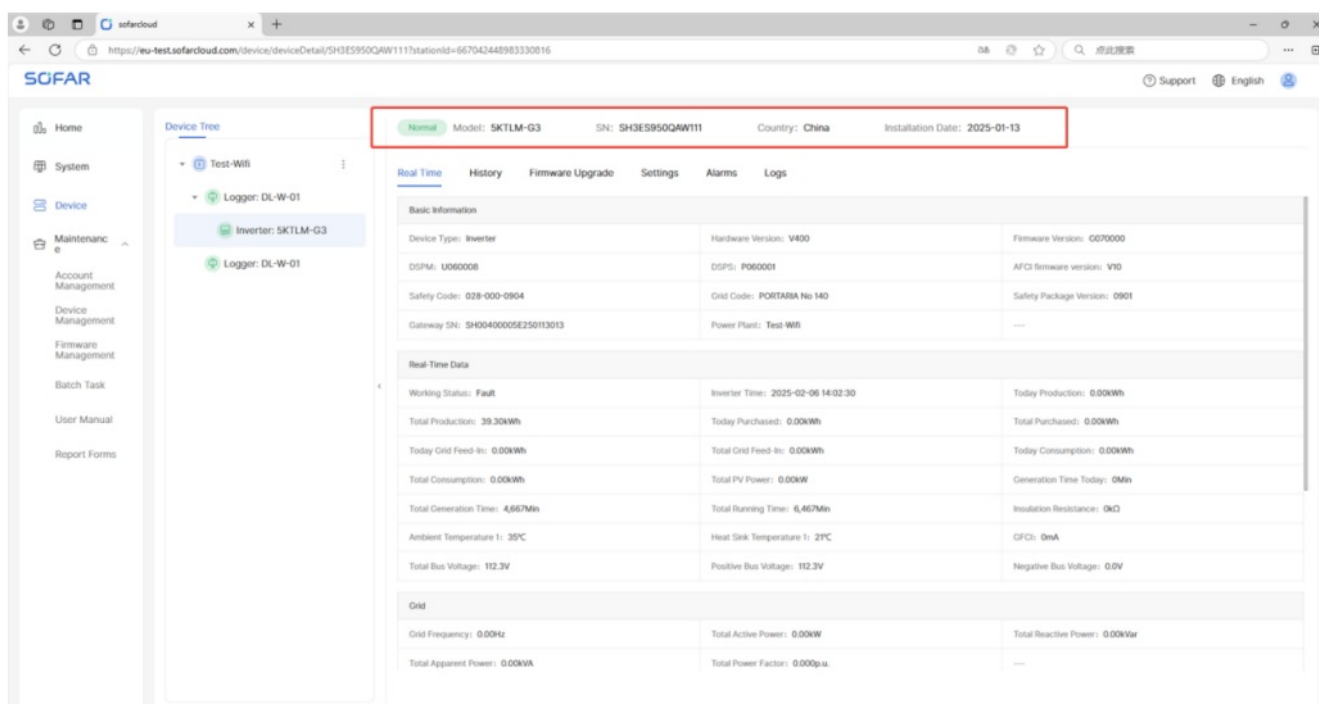 sofarcloud
https://eu-test.sofarcloud.com/device/deviceDetail/SH3ES950QAW111?stationId=667042448983330816
点此搜索
SOFAR
Support English
Home
System
Device
Maintenanc
e
Account
Management
Device
Management
Firmware
Management
Batch Task
User Manual
Report Forms
Device Tree
Test-Wifi
Logger: DL-W-01
Inverter: 5KTLM-G3
Logger: DL-W-01
Normal Model: 5KTLM-G3 SN: SH3ES950QAW111 Country: China Installation Date: 2025-01-13
Real Time History Firmware Upgrade Settings Alarms Logs
Basic Information
Device Type: Inverter Hardware Version: V400 Firmware Version: G070000
DSPM: U060008 DSPS: P060001 AFCI firmware version: V10
Safety Code: 028-000-0904 Grid Code: PORTARIA No 140 Safety Package Version: 0901
Gateway SN: SH00400005E250113013 Power Plant: Test-Wifi ---
Real-Time Data
Working Status: Fault Inverter Time: 2025-02-06 14:02:30 Today Production: 0.00kWh
Total Production: 39.30kWh Today Purchased: 0.00kWh Total Purchased: 0.00kWh
Today Grid Feed-In: 0.00kWh Total Grid Feed-In: 0.00kWh Today Consumption: 0.00kWh
Total Consumption: 0.00kWh Total PV Power: 0.00kW Generation Time Today: 0Min
Total Generation Time: 4,667Min Total Running Time: 6,467Min Insulation Resistance: 0kΩ
Ambient Temperature 1: 35℃ Heat Sink Temperature 1: 21℃ GFCI: 0mA
Total Bus Voltage: 112.3V Positive Bus Voltage: 112.3V Negative Bus Voltage: 0.0V
Grid
Grid Frequency: 0.00Hz Total Active Power: 0.00kW Total Reactive Power: 0.00kVar
Total Apparent Power: 0.00kVA Total Power Factor: 0.000p.u. ---